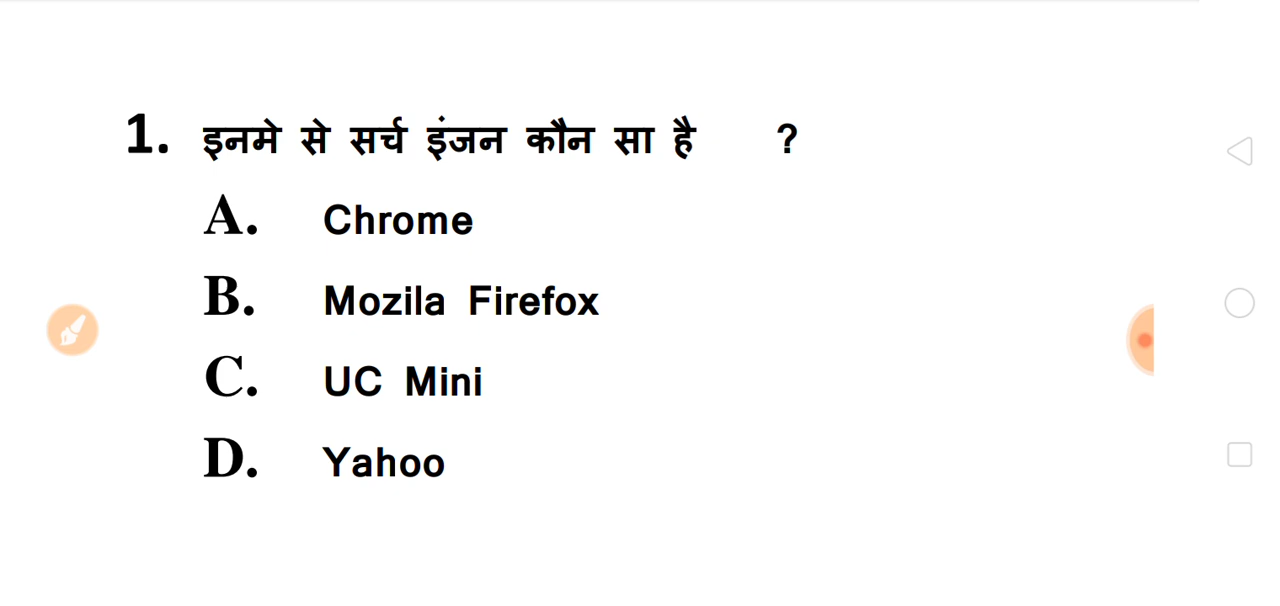 1. इनमे से सर्च इंजन कौन सा है ?
A. Chrome
B. Mozila Firefox
C. UC Mini
D. Yahoo